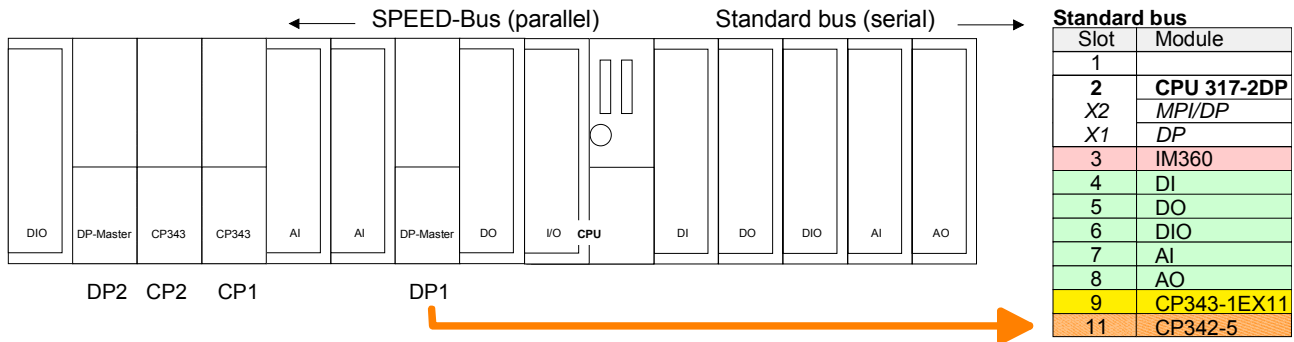 SPEED-Bus (parallel) Standard bus (serial)
DIO DP-Master CP343 CP343 AI AI DP-Master DO I/O CPU DI DO DIO AI AO
DP2 CP2 CP1 DP1
Standard bus
Slot Module
1
2 CPU 317-2DP
X2 MPI/DP
X1 DP
3 IM360
4 DI
5 DO
6 DIO
7 AI
8 AO
9 CP343-1EX11
11 CP342-5